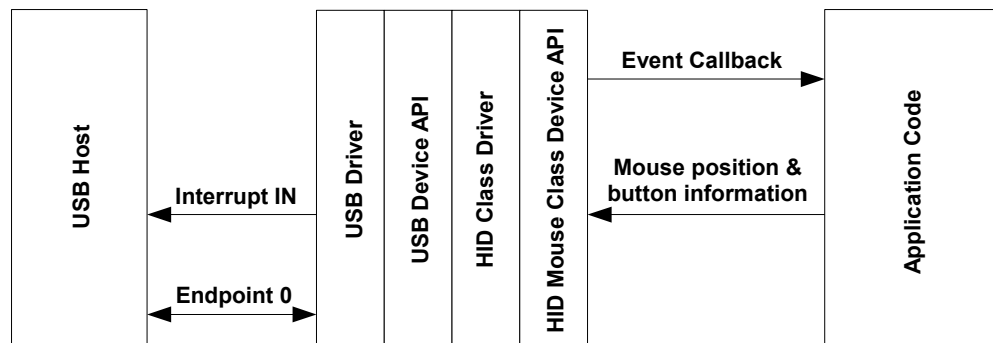 USB Host
Interrupt IN
Endpoint 0
USB Driver
USB Device API
HID Class Driver
HID Mouse Class Device API
Event Callback
Mouse position &
button information
Application Code